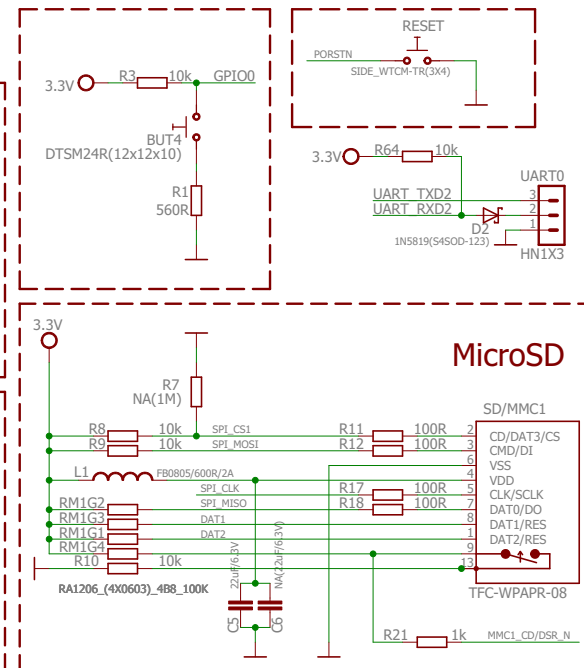 RESET
PORSTN
SIDE_WTCM-TR(3X4)
3.3V
R3
10k
GPIO0
BUT4
DTSM24R(12x12x10)
R1
560R
3.3V
R64
10k
UART0
UART_TXD2
3
UART_RXD2
2
1
D2
1N5819(S4SOD-123)
HN1X3
3.3V
MicroSD
R7
NA(1M)
SD/MMC1
R8
10k
SPI_CS1
R11
100R
2
CD/DAT3/CS
R9
10k
SPI_MOSI
R12
100R
3
CMD/DI
6
VSS
L1
FB0805/600R/2A
4
VDD
SPI_CLK
R17
100R
5
CLK/SCLK
RM1G2
SPI_MISO
R18
100R
7
DAT0/DO
RM1G3
DAT1
8
DAT1/RES
RM1G1
DAT2
1
DAT2/RES
RM1G4
9
R10
10k
13
RA1206_(4X0603)_4B8_100K
TFC-WPAPR-08
22uF/6.3V
NA(22uF/6.3V)
C5
C6
R21
1k
MMC1_CD/DSR_N